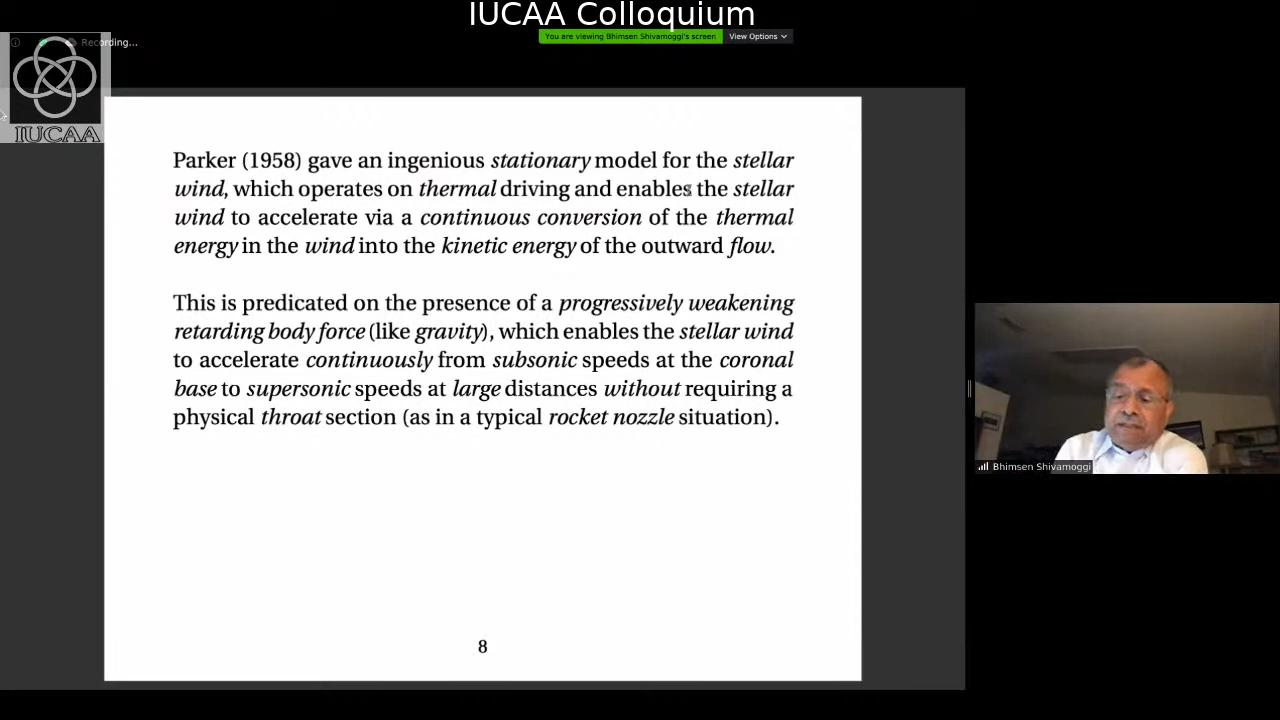 IUCAA Colloquium
Recording...
You are viewing Bhimsen Shivamoggi's screen
View Options
IUCAA
Parker (1958) gave an ingenious stationary model for the stellar
wind, which operates on thermal driving and enables the stellar
wind to accelerate via a continuous conversion of the thermal
energy in the wind into the kinetic energy of the outward flow.
This is predicated on the presence of a progressively weakening
retarding body force (like gravity), which enables the stellar wind
to accelerate continuously from subsonic speeds at the coronal
base to supersonic speeds at large distances without requiring a
physical throat section (as in a typical rocket nozzle situation).
8
Bhimsen Shivamoggi